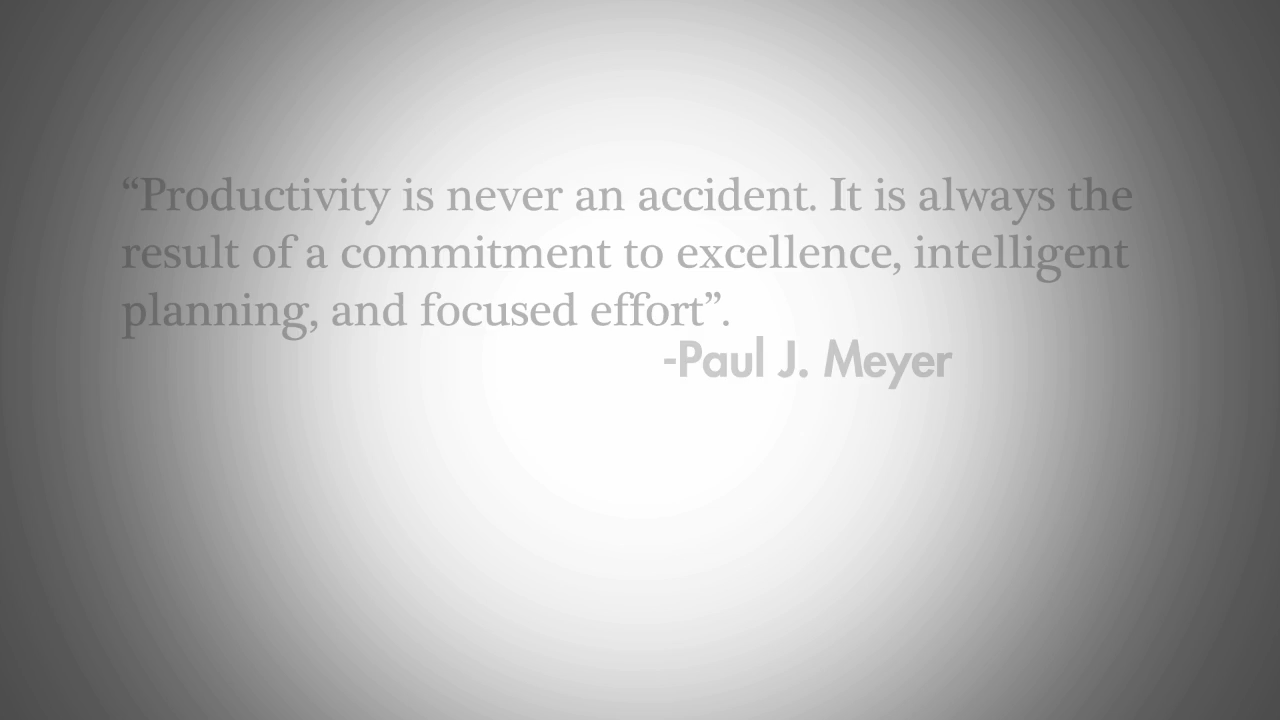 “Productivity is never an accident. It is always the
result of a commitment to excellence, intelligent
planning, and focused effort”.
-Paul J. Meyer